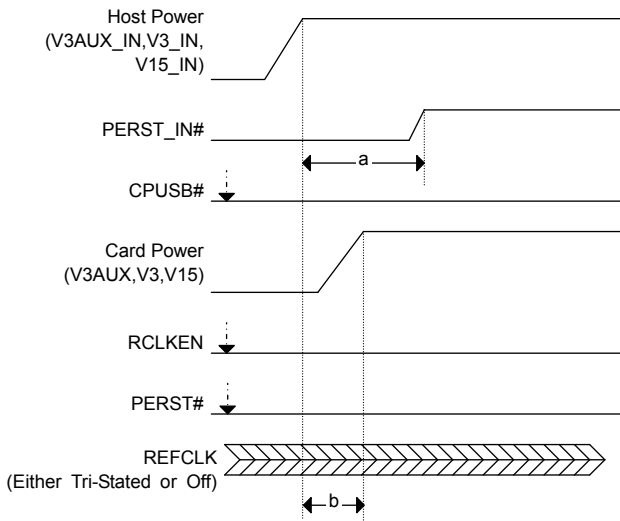 Host Power
(V3AUX_IN,V3_IN,
V15_IN)
PERST_IN#
a
CPUSB#
Card Power
(V3AUX,V3,V15)
RCLKEN
PERST#
REFCLK
(Either Tri-Stated or Off)
b